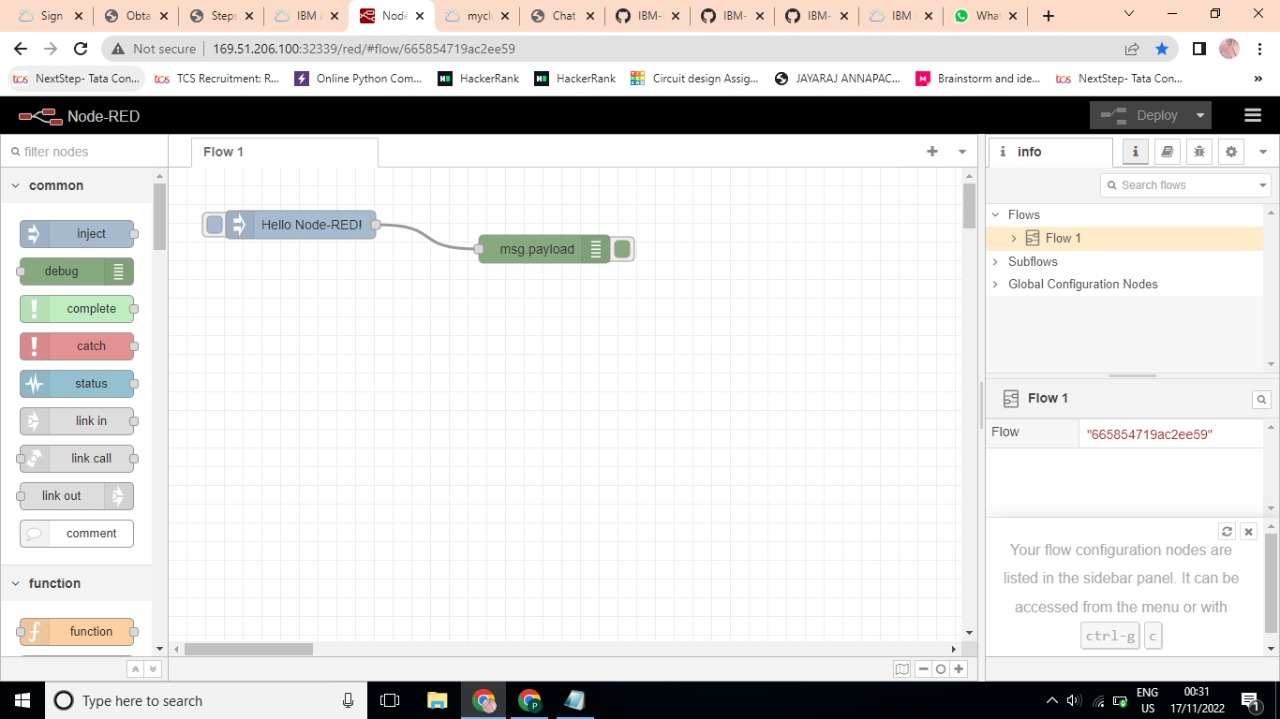 Sign
Obta
Steps
IBM
Node
myclu
Chat
IBM-
IBM-
IBM-
IBM
What
Not secure
169.51.206.100:32339/red/#flow/665854719ac2ee59
NextStep- Tata Con...
TCS Recruitment: R...
Online Python Com...
HackerRank
HackerRank
Circuit design Assig...
JAYARAJ ANNAPAC...
Brainstorm and ide...
NextStep- Tata Con...
»
Node-RED
Deploy
filter nodes
Flow 1
info
common
Search flows
Flows
Flow 1
Subflows
Global Configuration Nodes
inject
debug
complete
catch
status
link in
link call
link out
comment
function
function
Hello Node-RED!
msg.payload
Flow 1
Flow
"665854719ac2ee59"
Your flow configuration nodes are
listed in the sidebar panel. It can be
accessed from the menu or with
ctrl-g c
Type here to search
ENG
US
00:31
17/11/2022
1